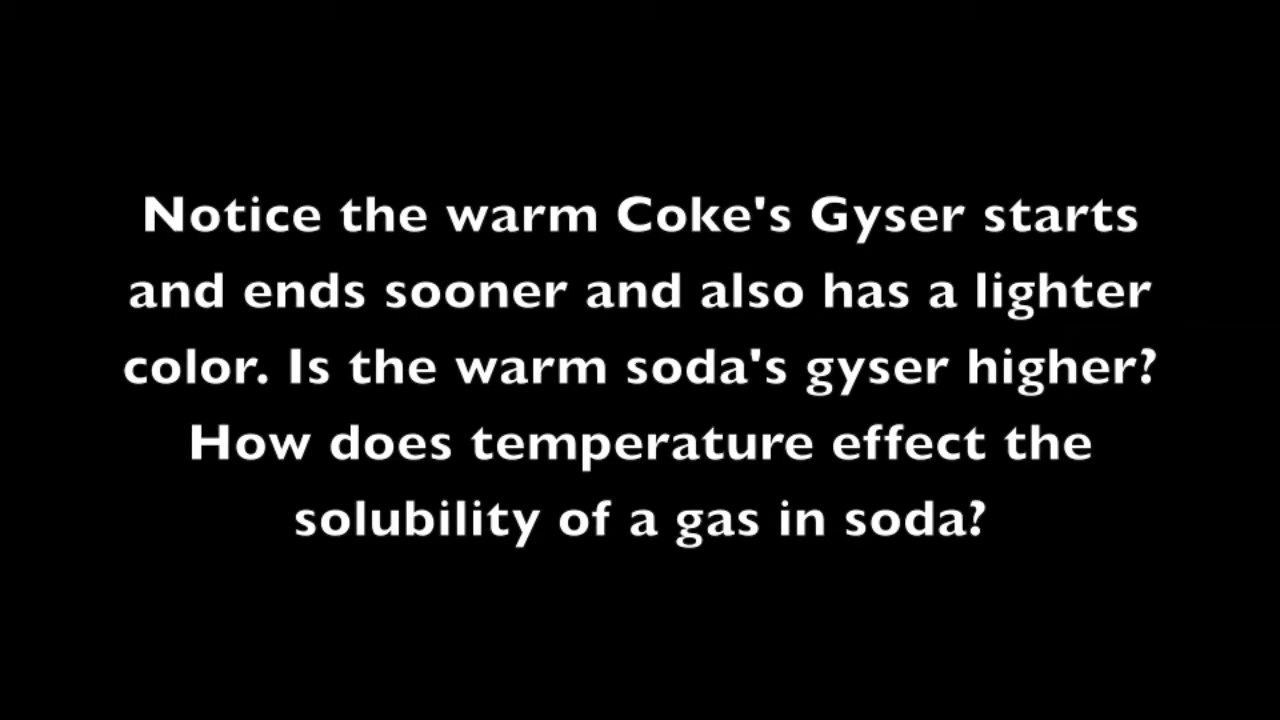 Notice the warm Coke's Gyser starts
and ends sooner and also has a lighter
color. Is the warm soda's gyser higher?
How does temperature effect the
solubility of a gas in soda?